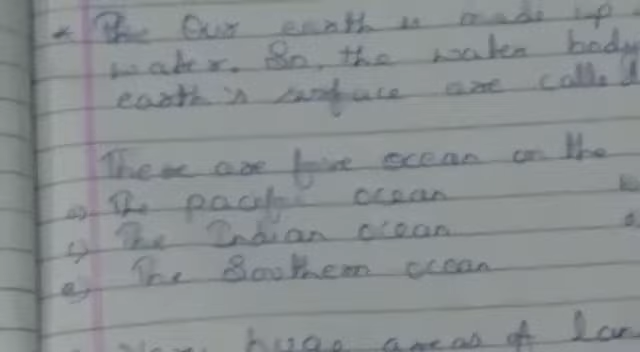 * The Our earth is made up
water. So, the water body
earth's surface are called
There are five ocean on the
a) The pacific ocean
c) The Indian ocean
e) The Southern ocean
huge areas of lan